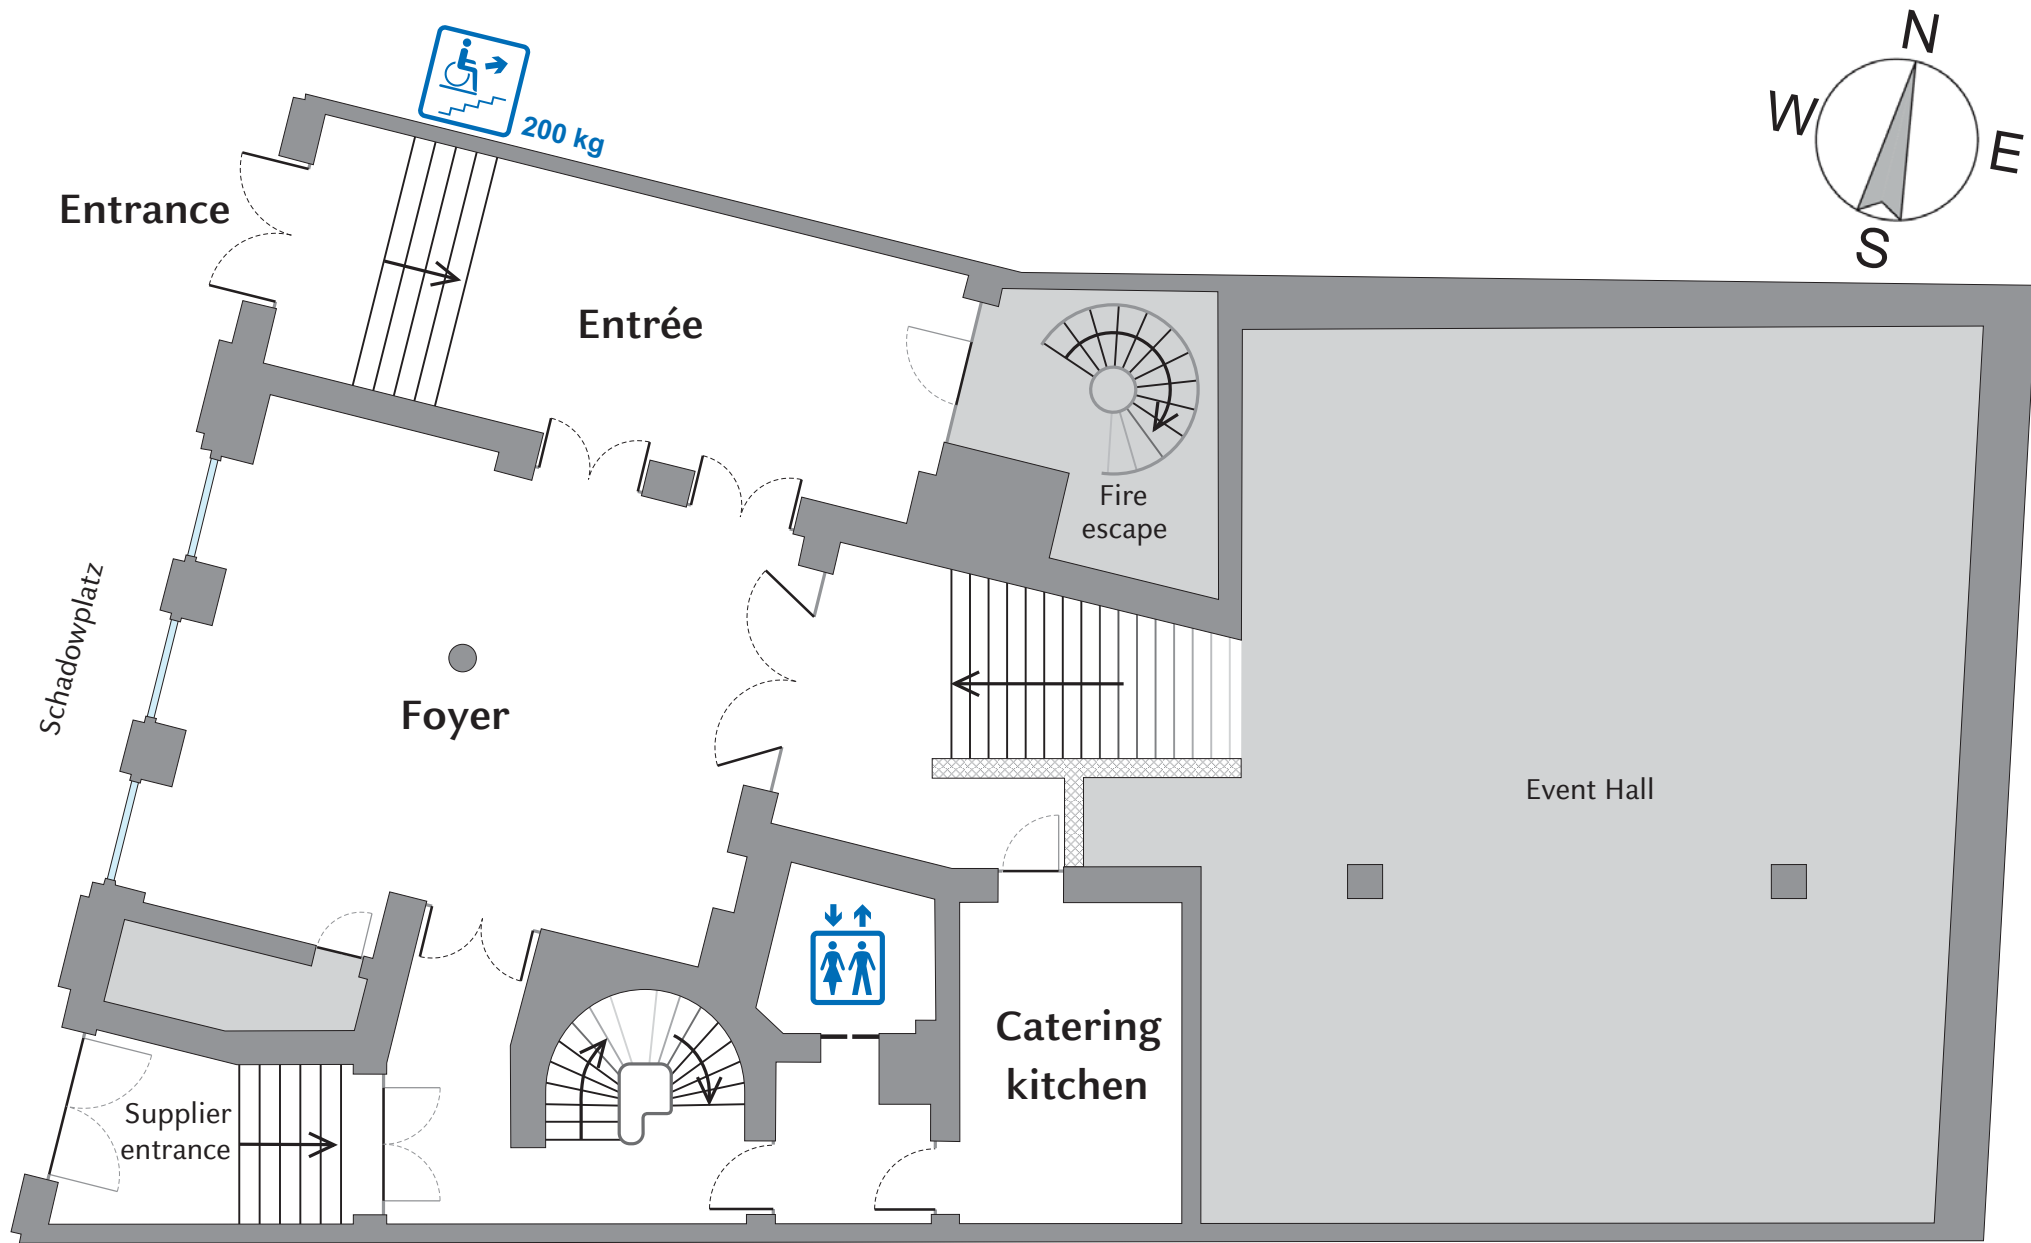 N
W
E
S
200 kg
Entrance
Entrée
Fire
escape
Schadowplatz
Foyer
Event Hall
Catering
kitchen
Supplier
entrance